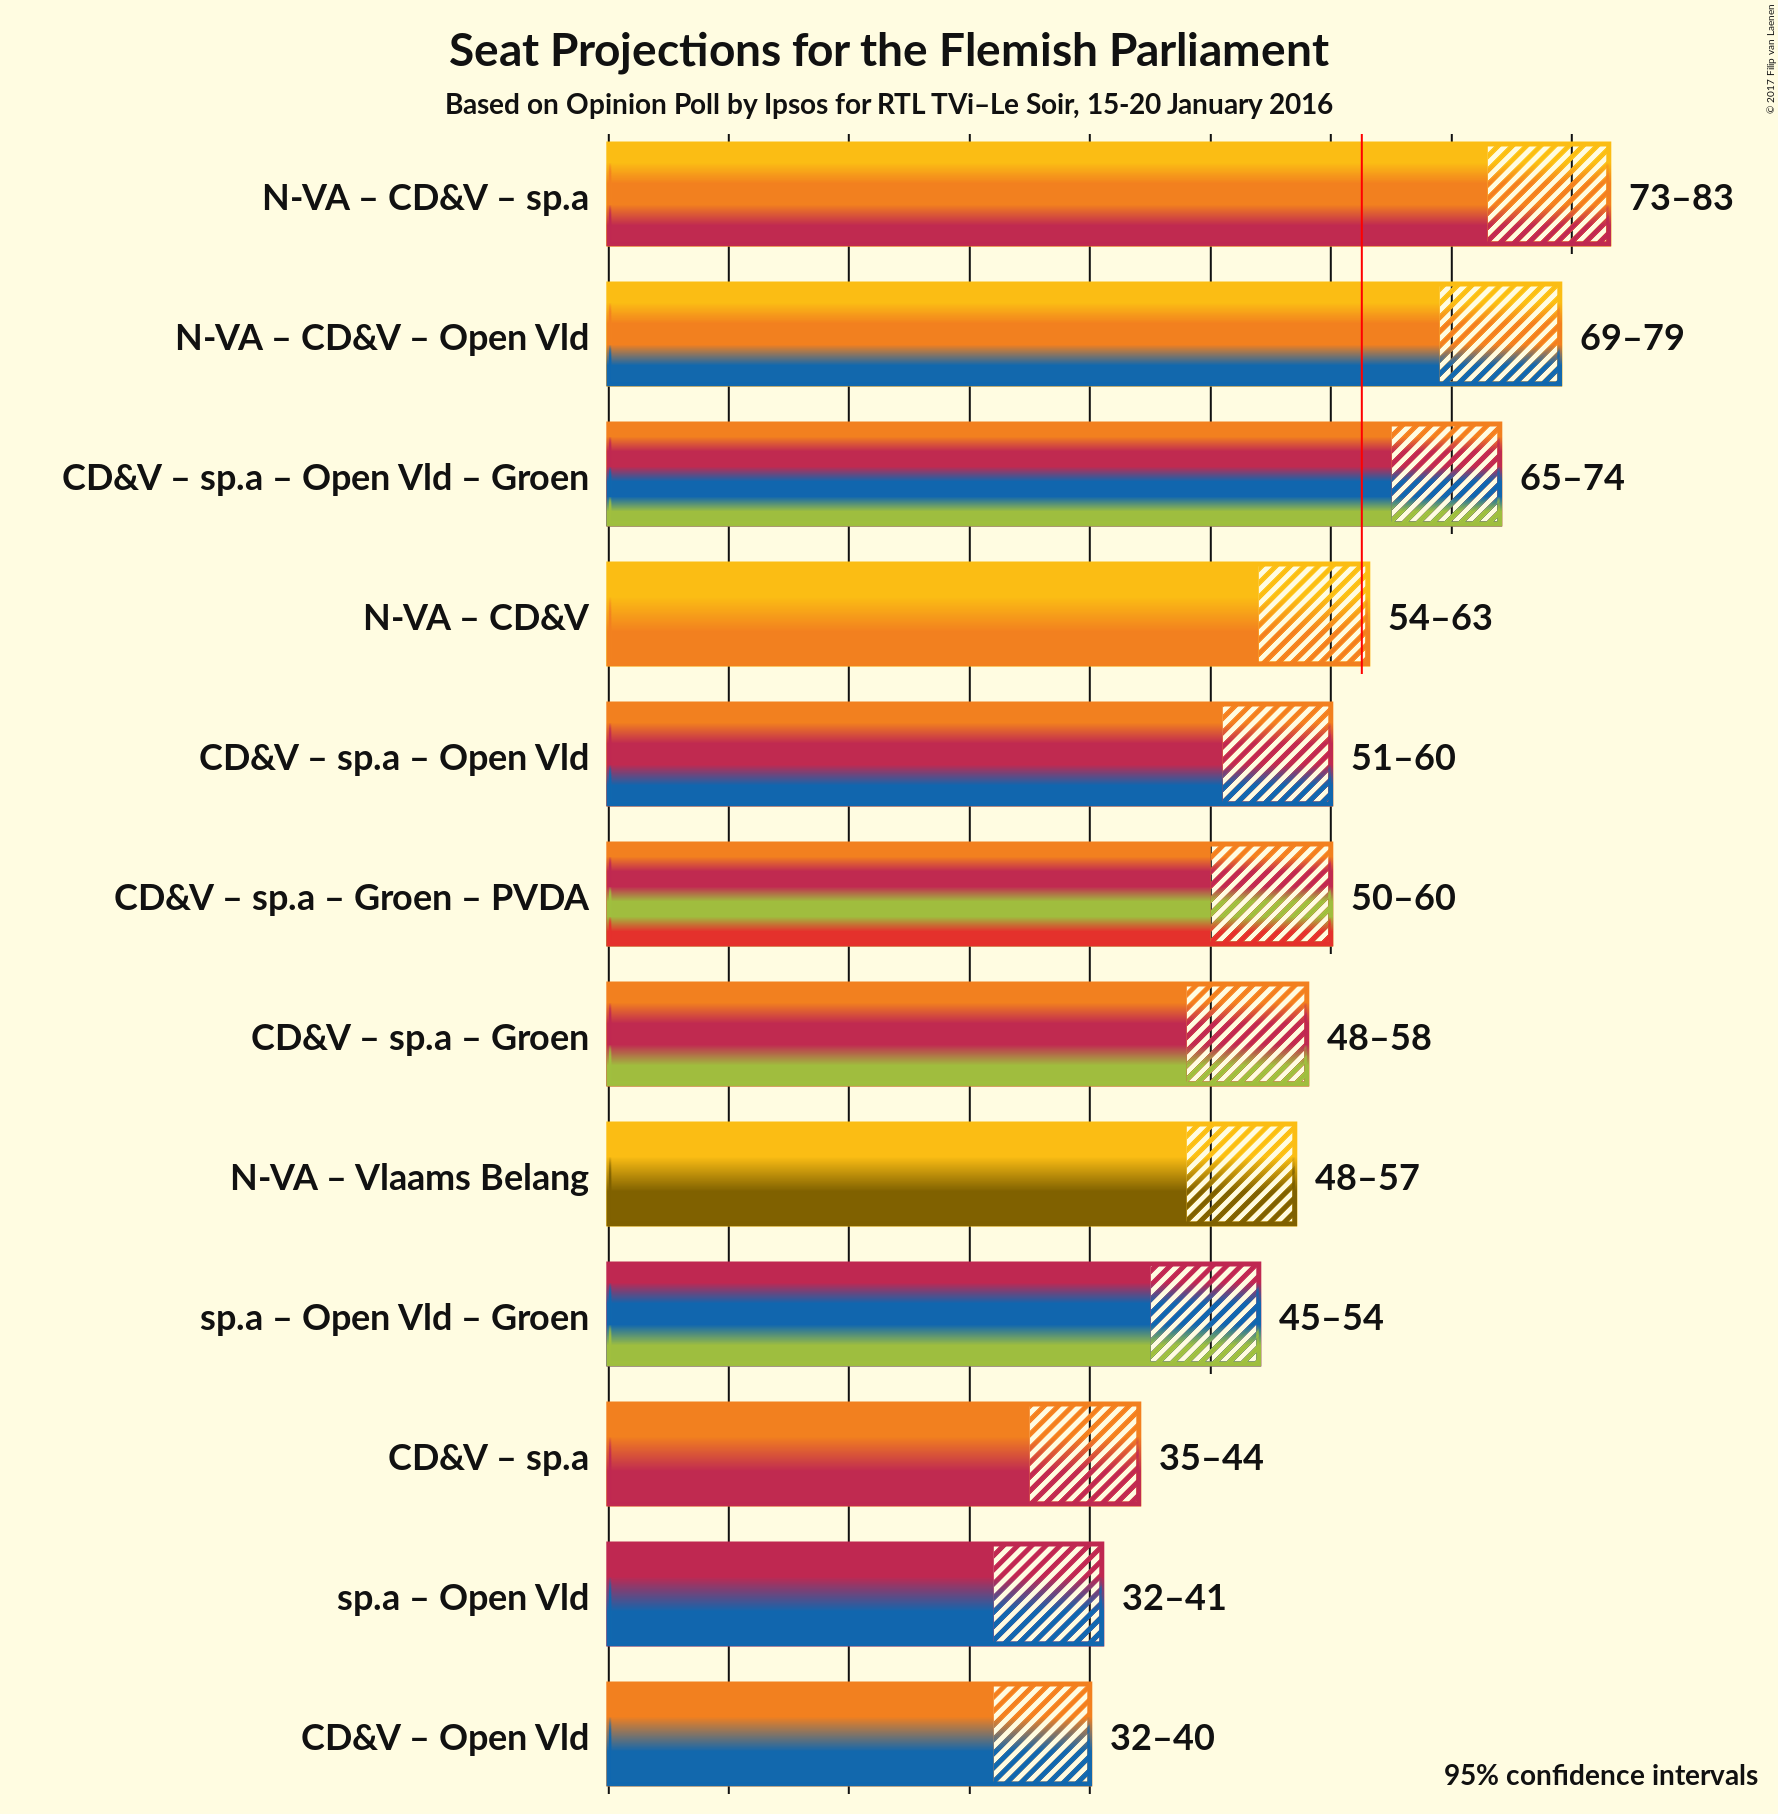 Seat Projections for the Flemish Parliament
Based on Opinion Poll by Ipsos for RTL TVi–Le Soir, 15-20 January 2016
© 2017 Filip van Laenen
N-VA – CD&V – sp.a 73–83
N-VA – CD&V – Open Vld 69–79
CD&V – sp.a – Open Vld – Groen 65–74
N-VA – CD&V 54–63
CD&V – sp.a – Open Vld 51–60
CD&V – sp.a – Groen – PVDA 50–60
CD&V – sp.a – Groen 48–58
N-VA – Vlaams Belang 48–57
sp.a – Open Vld – Groen 45–54
CD&V – sp.a 35–44
sp.a – Open Vld 32–41
CD&V – Open Vld 32–40
95% confidence intervals